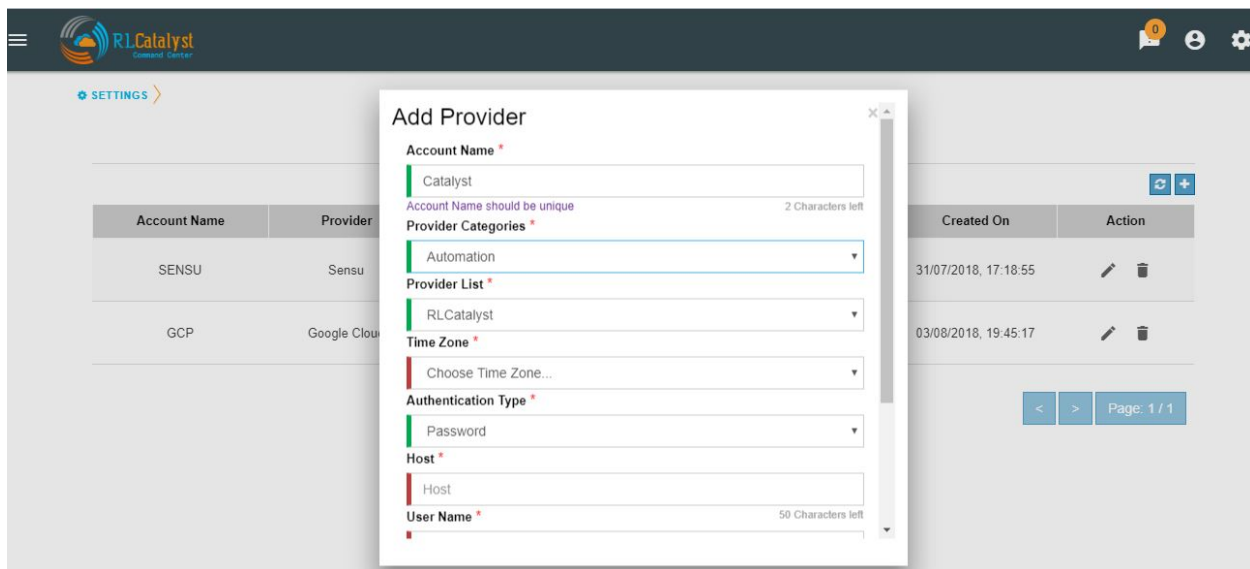 RLCatalyst
Command Center
0
SETTINGS
Add Provider
×
Account Name *
Catalyst
Account Name should be unique 2 Characters left
Provider Categories *
Automation
Provider List *
RLCatalyst
Time Zone *
Choose Time Zone...
Authentication Type *
Password
Host *
Host
User Name * 50 Characters left
Account Name Provider Created On Action
SENSU Sensu 31/07/2018, 17:18:55
GCP Google Clou 03/08/2018, 19:45:17
< > Page: 1 / 1